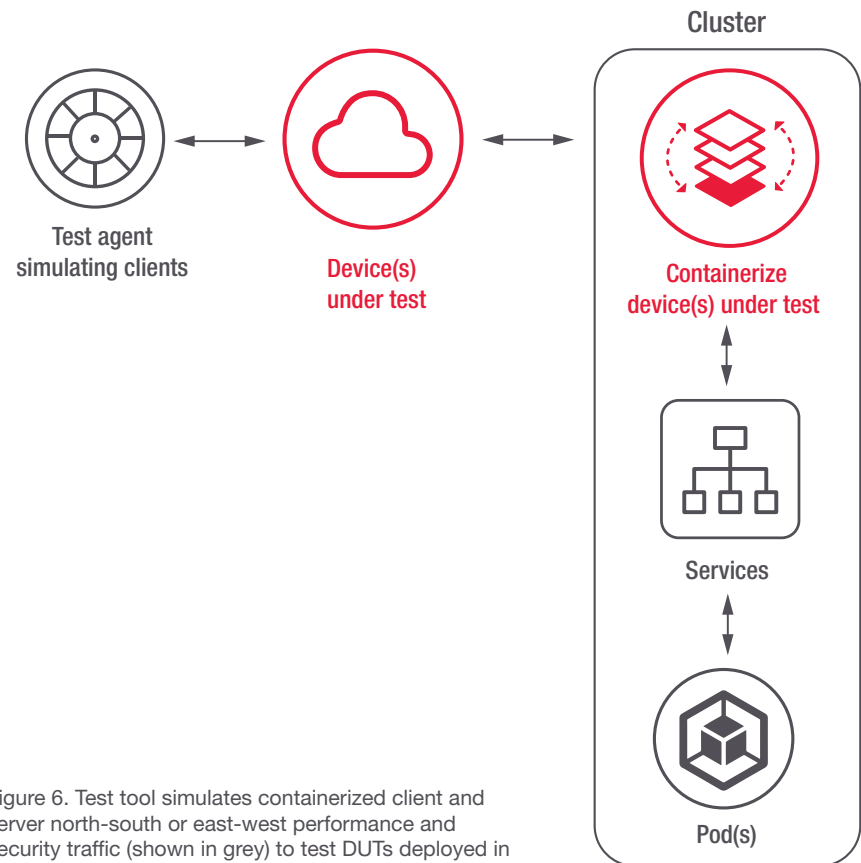 Cluster
Test agent
simulating clients
Device(s)
under test
Containerize
device(s) under test
Services
Pod(s)
igure 6. Test tool simulates containerized client and
erver north-south or east-west performance and
ecurity traffic (shown in grey) to test DUTs deployed in